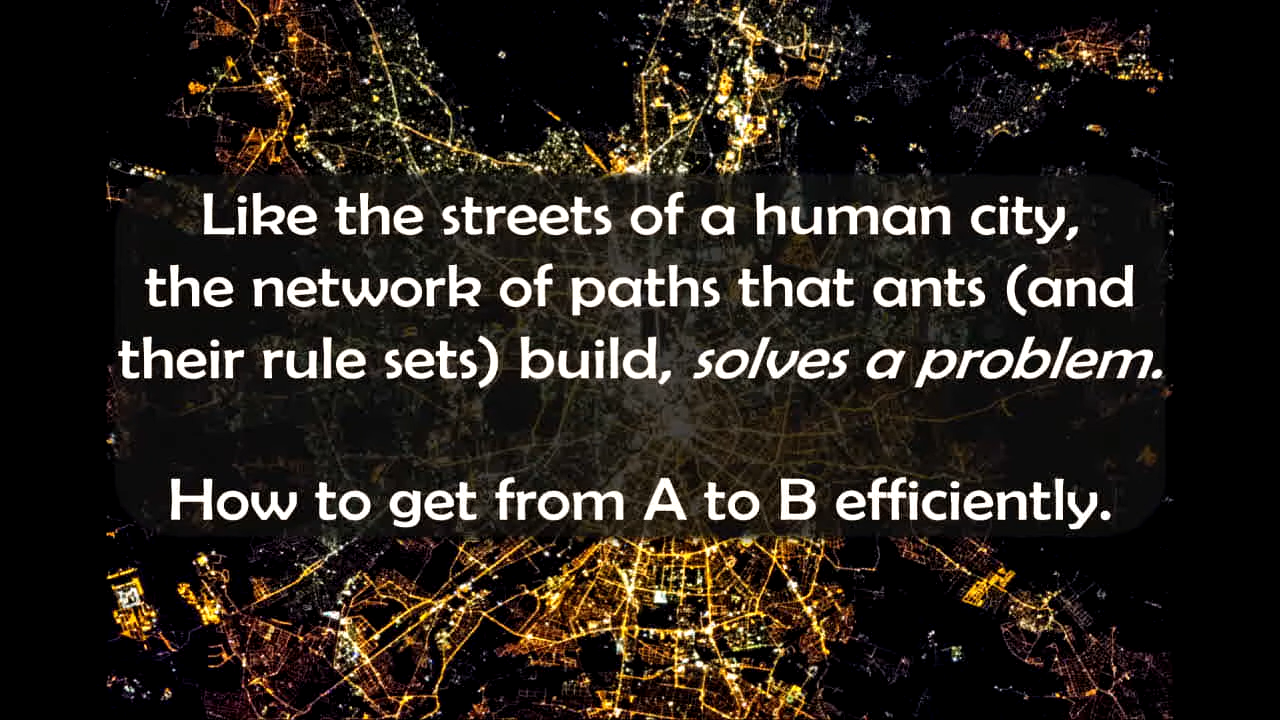 Like the streets of a human city,
the network of paths that ants (and
their rule sets) build, solves a problem.
How to get from A to B efficiently.